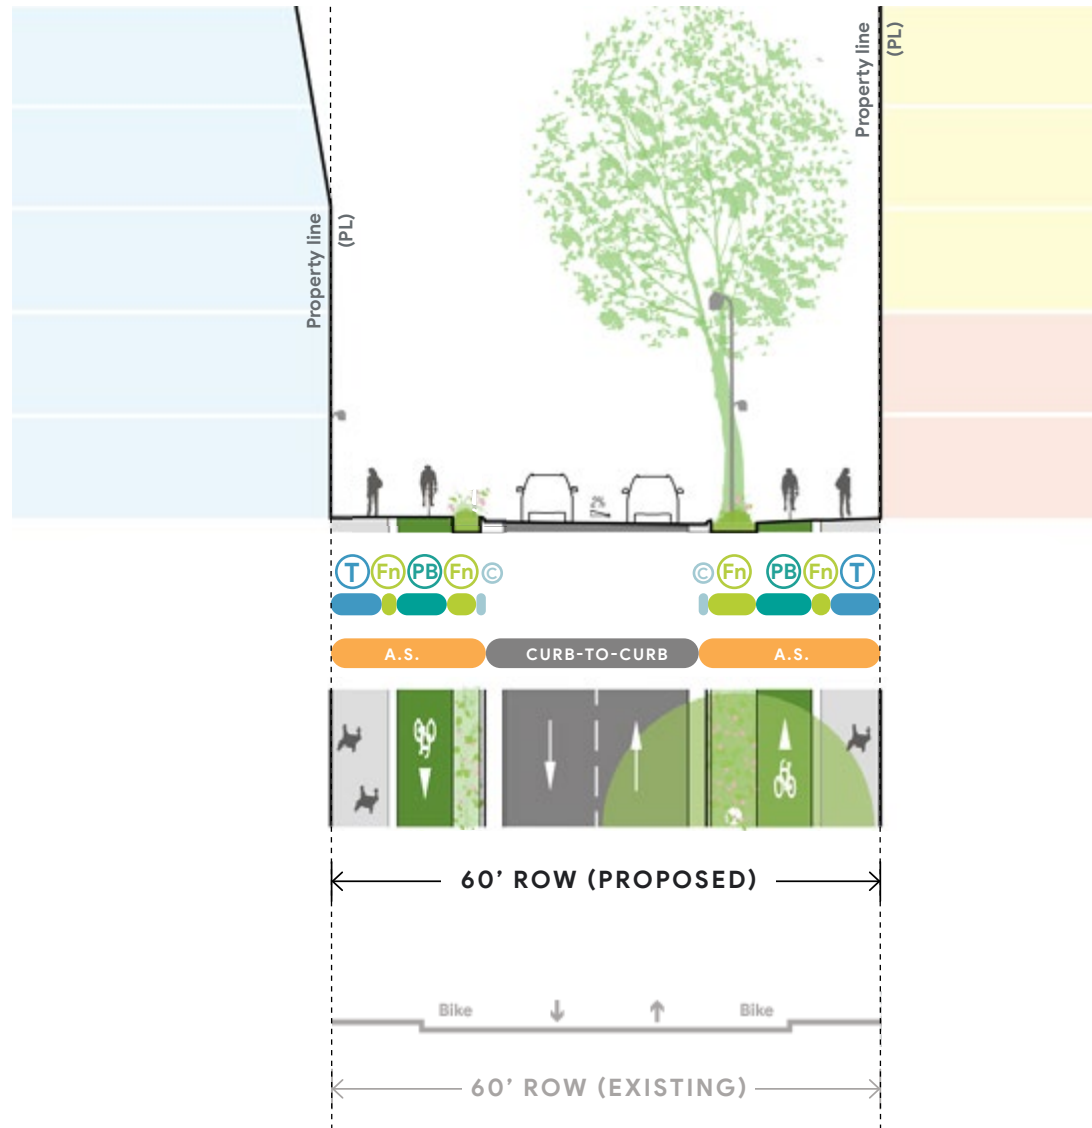 Property line
(PL)
Property line
(PL)
2%
T Fn PB Fn C
C Fn PB Fn T
A.S.
CURB-TO-CURB
A.S.
60’ ROW (PROPOSED)
Bike
Bike
60’ ROW (EXISTING)